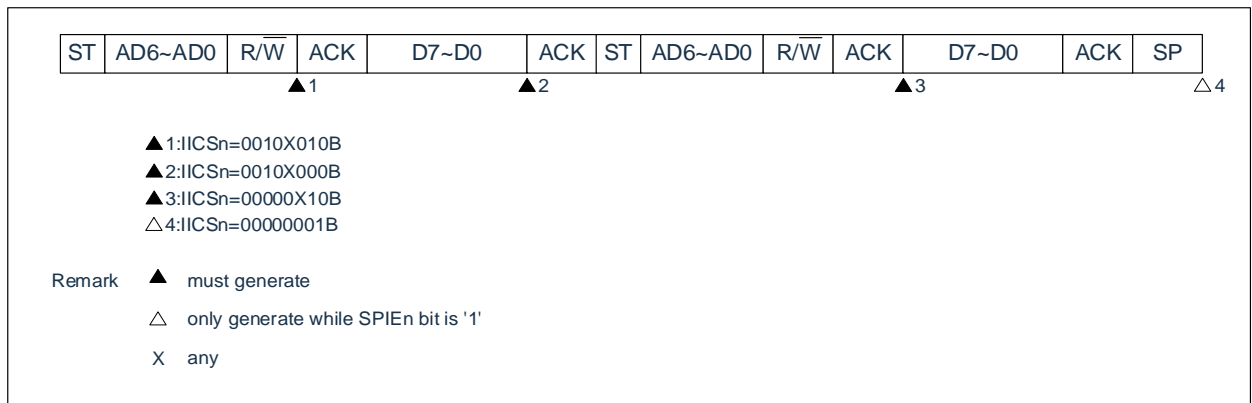 ST AD6~AD0 R/W̅ ACK D7~D0 ACK ST AD6~AD0 R/W̅ ACK D7~D0 ACK SP
▲1 ▲2 ▲3 △4
▲1:IICSn=0010X010B
▲2:IICSn=0010X000B
▲3:IICSn=00000X10B
△4:IICSn=00000001B
Remark ▲ must generate
△ only generate while SPIEn bit is '1'
X any